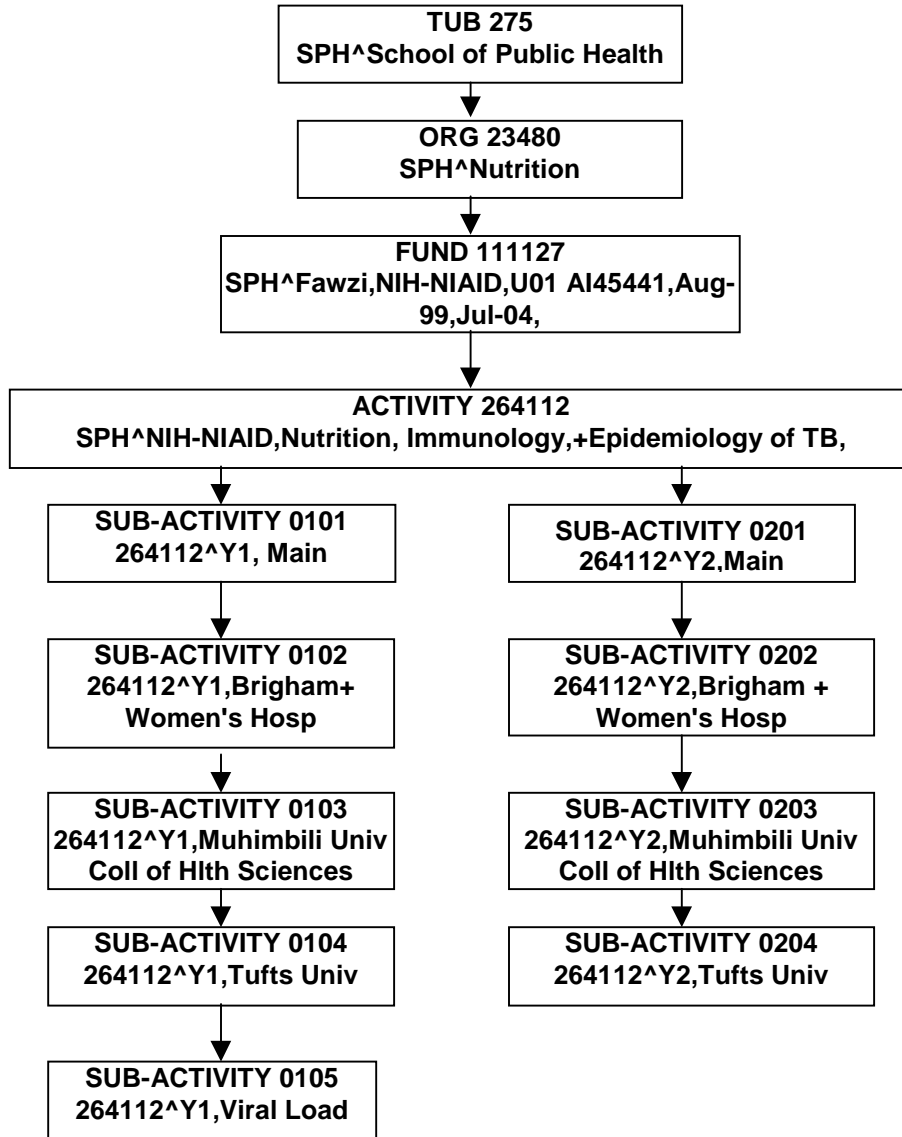 TUB 275
SPH^School of Public Health
ORG 23480
SPH^Nutrition
FUND 111127
SPH^Fawzi,NIH-NIAID,U01 AI45441,Aug-
99,Jul-04,
ACTIVITY 264112
SPH^NIH-NIAID,Nutrition, Immunology,+Epidemiology of TB,
SUB-ACTIVITY 0101
264112^Y1, Main
SUB-ACTIVITY 0102
264112^Y1,Brigham+
Women's Hosp
SUB-ACTIVITY 0103
264112^Y1,Muhimbili Univ
Coll of Hlth Sciences
SUB-ACTIVITY 0104
264112^Y1,Tufts Univ
SUB-ACTIVITY 0105
264112^Y1,Viral Load
SUB-ACTIVITY 0201
264112^Y2,Main
SUB-ACTIVITY 0202
264112^Y2,Brigham +
Women's Hosp
SUB-ACTIVITY 0203
264112^Y2,Muhimbili Univ
Coll of Hlth Sciences
SUB-ACTIVITY 0204
264112^Y2,Tufts Univ